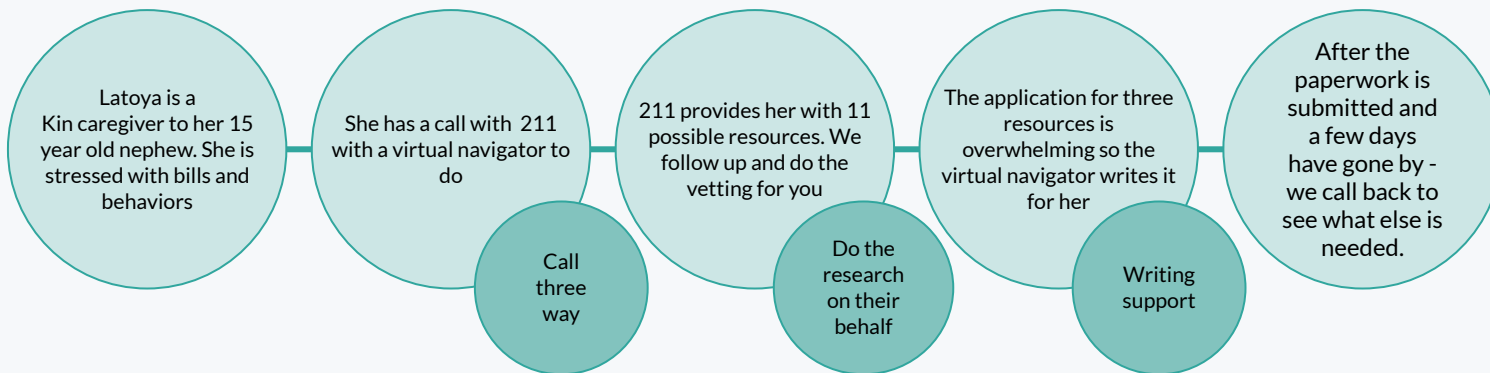 Latoya is a
Kin caregiver to her 15
year old nephew. She is
stressed with bills and
behaviors
She has a call with 211
with a virtual navigator to
do
Call
three
way
211 provides her with 11
possible resources. We
follow up and do the
vetting for you
Do the
research
on their
behalf
The application for three
resources is
overwhelming so the
virtual navigator writes it
for her
Writing
support
After the
paperwork is
submitted and
a few days
have gone by -
we call back to
see what else is
needed.